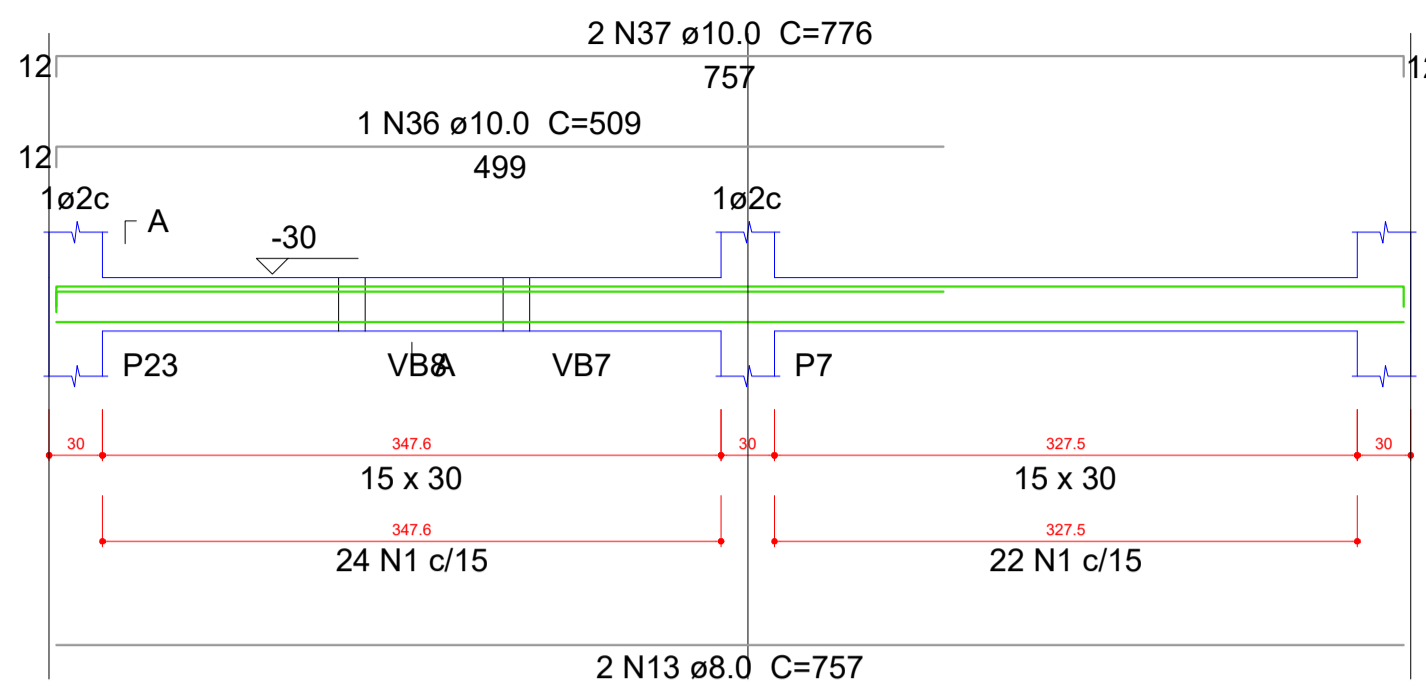 2 N37 ø10.0 C=776
12
757
1 N36 ø10.0 C=509
12
499
1ø2c
1ø2c
A
-30
P23
VB8
A
VB7
P7
30
347.6
30
327.5
30
15 x 30
15 x 30
347.6
327.5
24 N1 c/15
22 N1 c/15
2 N13 ø8.0 C=757